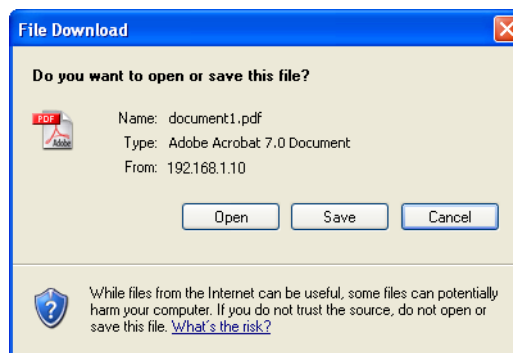 File Download
Do you want to open or save this file?
PDF
Adobe
Name: document1.pdf
Type: Adobe Acrobat 7.0 Document
From: 192.168.1.10
Open Save Cancel
While files from the Internet can be useful, some files can potentially
harm your computer. If you do not trust the source, do not open or
save this file. What's the risk?